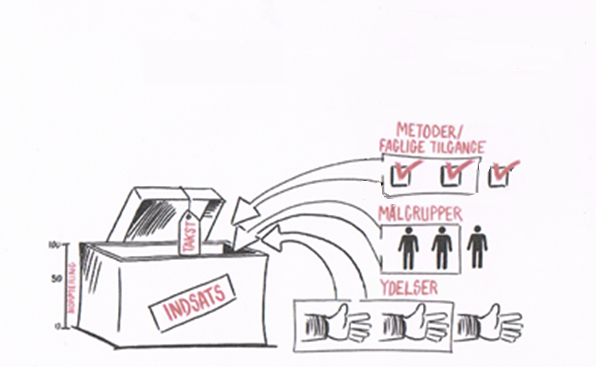 METODER/
FAGLIGE TILGANGE
MÅLGRUPPER
YDELSER
TAKST
INDSATS
100
50
0
NORMERING